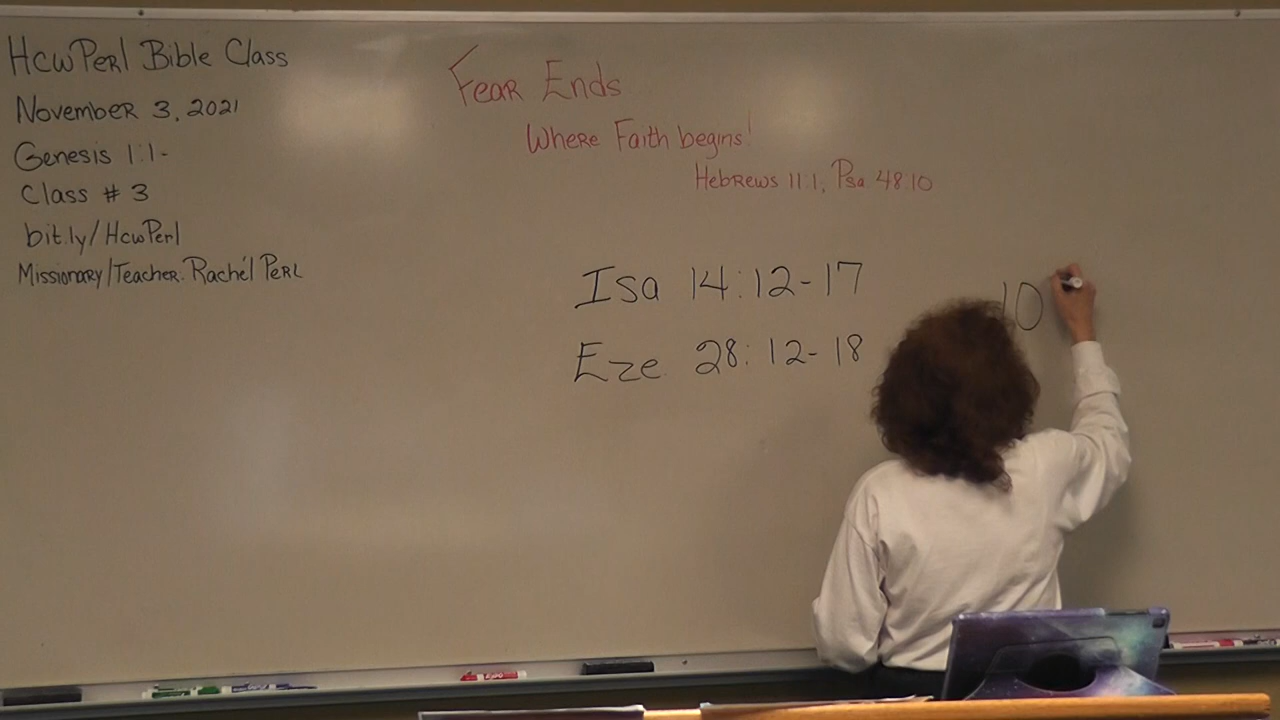 HcwPerl Bible Class
November 3, 2021
Genesis 1:1-
Class # 3
bit.ly/HcwPerl
Missionary/Teacher. Rachél Perl
Fear Ends
Where Faith begins!
Hebrews 11:1, Psa 48:10
Isa 14:12-17
Eze. 28:12-18
10